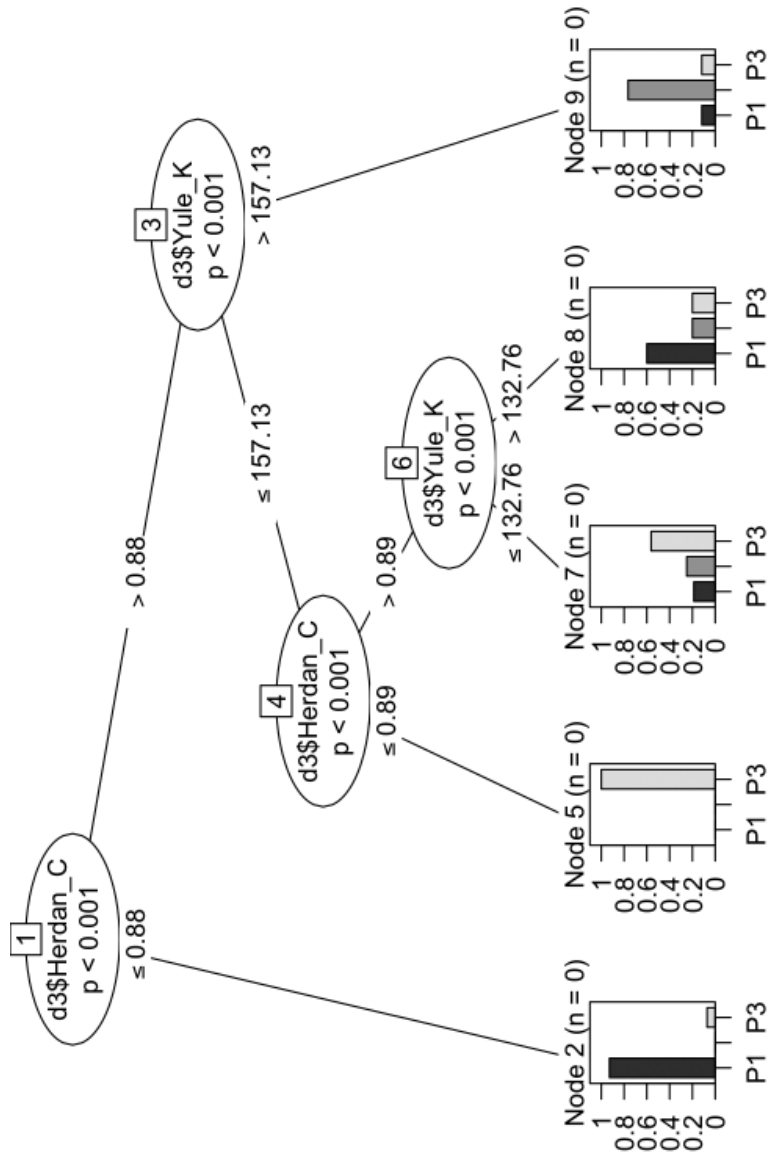 1
d3$Herdan_C
p < 0.001
≤ 0.88
> 0.88
3
d3$Yule_K
p < 0.001
≤ 157.13
> 157.13
4
d3$Herdan_C
p < 0.001
≤ 0.89
> 0.89
6
d3$Yule_K
p < 0.001
≤ 132.76
> 132.76
Node 2 (n = 0)
1
0.8
0.6
0.4
0.2
0
P1 P3
Node 5 (n = 0)
1
0.8
0.6
0.4
0.2
0
P1 P3
Node 7 (n = 0)
1
0.8
0.6
0.4
0.2
0
P1 P3
Node 8 (n = 0)
1
0.8
0.6
0.4
0.2
0
P1 P3
Node 9 (n = 0)
1
0.8
0.6
0.4
0.2
0
P1 P3